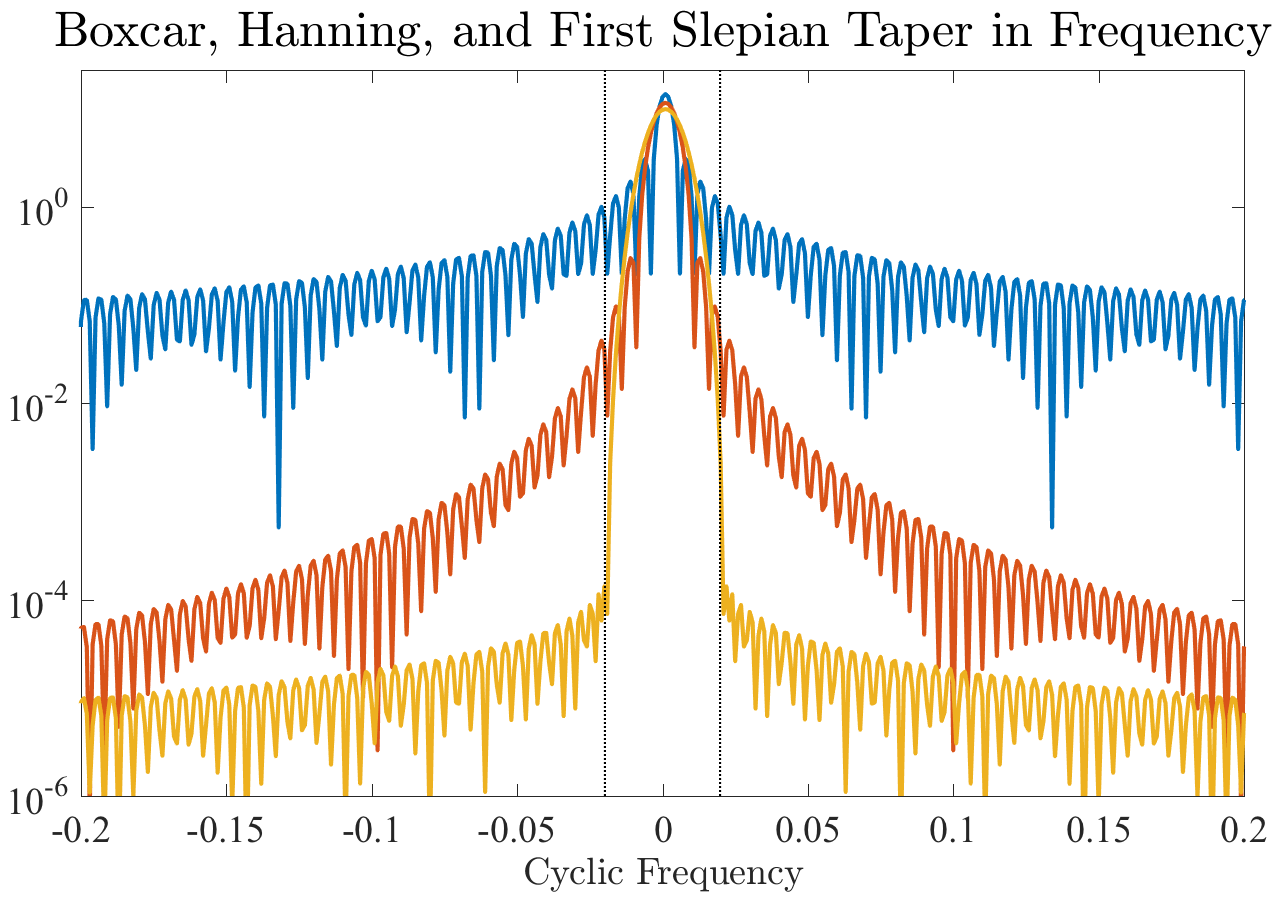 Boxcar, Hanning, and First Slepian Taper in Frequency
10^0
10^-2
10^-4
10^-6
-0.2 -0.15 -0.1 -0.05 0 0.05 0.1 0.15 0.2
Cyclic Frequency